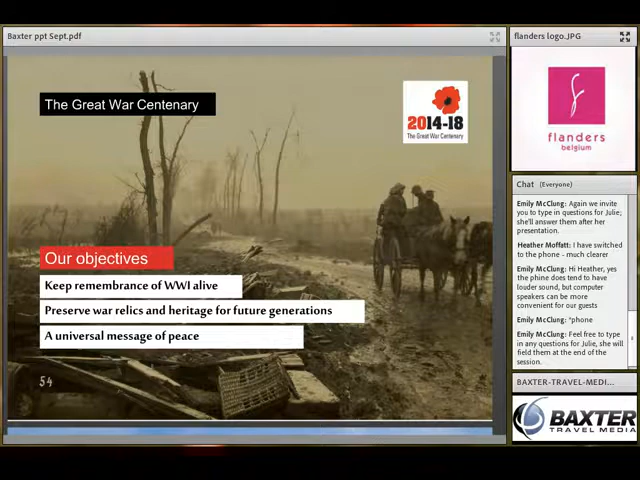 Baxter ppt Sept.pdf
The Great War Centenary
2014-18
The Great War Centenary
Our objectives
Keep remembrance of WWI alive
Preserve war relics and heritage for future generations
A universal message of peace
54
flanders logo.JPG
flanders
belgium
Chat (Everyone)
Emily McClung: Again we invite
you to type in questions for Julie;
she'll answer them after her
presentation.
Heather Moffatt: I have switched
to the phone - much clearer
Emily McClung: Hi Heather, yes
the phine does tend to have
louder sound, but computer
speakers can be more
convenient for our guests
Emily McClung: *phone
Emily McClung: Feel free to type
in any questions for Julie, she will
field them at the end of the
session.
BAXTER-TRAVEL-MEDI...
BAXTER
TRAVEL MEDIA